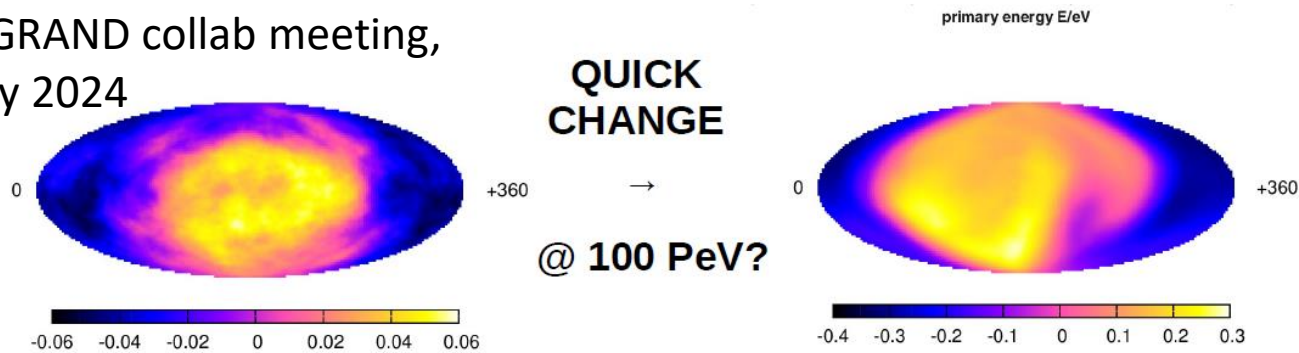 GRAND collab meeting,
y 2024
QUICK
CHANGE
→
@ 100 PeV?
primary energy E/eV
0
+360
0
+360
-0.06 -0.04 -0.02 0 0.02 0.04 0.06
-0.4 -0.3 -0.2 -0.1 0 0.1 0.2 0.3